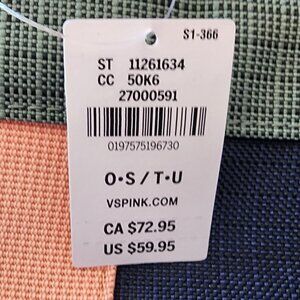 S1-366
ST 11261634
CC 50K6
27000591
0197575196730
O•S / T•U
VSPINK.COM
CA $72.95
US $59.95